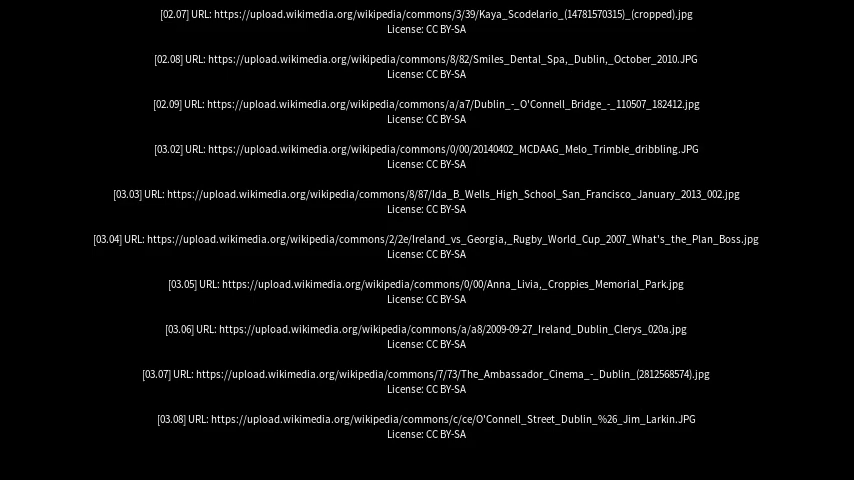 [02.07] URL: https://upload.wikimedia.org/wikipedia/commons/3/39/Kaya_Scodelario_(14781570315)_(cropped).jpg
License: CC BY-SA
[02.08] URL: https://upload.wikimedia.org/wikipedia/commons/8/82/Smiles_Dental_Spa,_Dublin,_October_2010.JPG
License: CC BY-SA
[02.09] URL: https://upload.wikimedia.org/wikipedia/commons/a/a7/Dublin_-_O'Connell_Bridge_-_110507_182412.jpg
License: CC BY-SA
[03.02] URL: https://upload.wikimedia.org/wikipedia/commons/0/00/20140402_MCDAAG_Melo_Trimble_dribbling.JPG
License: CC BY-SA
[03.03] URL: https://upload.wikimedia.org/wikipedia/commons/8/87/Ida_B_Wells_High_School_San_Francisco_January_2013_002.jpg
License: CC BY-SA
[03.04] URL: https://upload.wikimedia.org/wikipedia/commons/2/2e/Ireland_vs_Georgia,_Rugby_World_Cup_2007_What's_the_Plan_Boss.jpg
License: CC BY-SA
[03.05] URL: https://upload.wikimedia.org/wikipedia/commons/0/00/Anna_Livia,_Croppies_Memorial_Park.jpg
License: CC BY-SA
[03.06] URL: https://upload.wikimedia.org/wikipedia/commons/a/a8/2009-09-27_Ireland_Dublin_Clerys_020a.jpg
License: CC BY-SA
[03.07] URL: https://upload.wikimedia.org/wikipedia/commons/7/73/The_Ambassador_Cinema_-_Dublin_(2812568574).jpg
License: CC BY-SA
[03.08] URL: https://upload.wikimedia.org/wikipedia/commons/c/ce/O'Connell_Street_Dublin_%26_Jim_Larkin.JPG
License: CC BY-SA